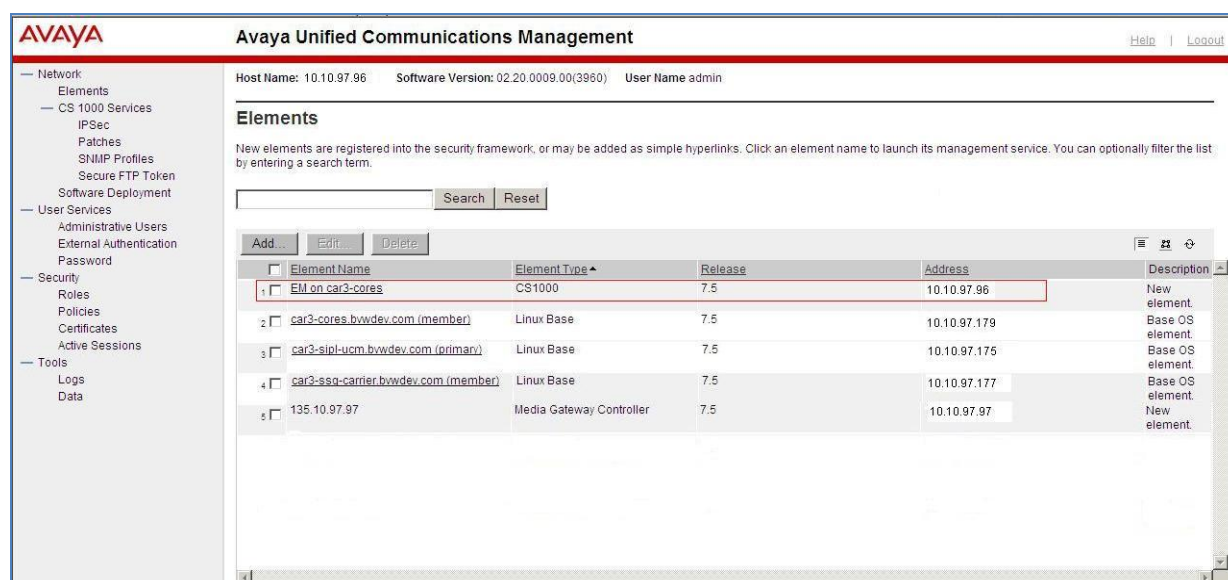 AVAYA
Avaya Unified Communications Management
Help | Logout
Network
Elements
CS 1000 Services
IPSec
Patches
SNMP Profiles
Secure FTP Token
Software Deployment
User Services
Administrative Users
External Authentication
Password
Security
Roles
Policies
Certificates
Active Sessions
Tools
Logs
Data
Host Name: 10.10.97.96 Software Version: 02.20.0009.00(3960) User Name admin
Elements
New elements are registered into the security framework, or may be added as simple hyperlinks. Click an element name to launch its management service. You can optionally filter the list
by entering a search term.
Search Reset
Add... Edit... Delete
Element Name Element Type Release Address Description
1 EM on car3-cores CS1000 7.5 10.10.97.96 New
element.
2 car3-cores.bvwdev.com (member) Linux Base 7.5 10.10.97.179 Base OS
element.
3 car3-sipl-ucm.bvwdev.com (primary) Linux Base 7.5 10.10.97.175 Base OS
element.
4 car3-ssg-carrier.bvwdev.com (member) Linux Base 7.5 10.10.97.177 Base OS
element.
5 135.10.97.97 Media Gateway Controller 7.5 10.10.97.97 New
element.